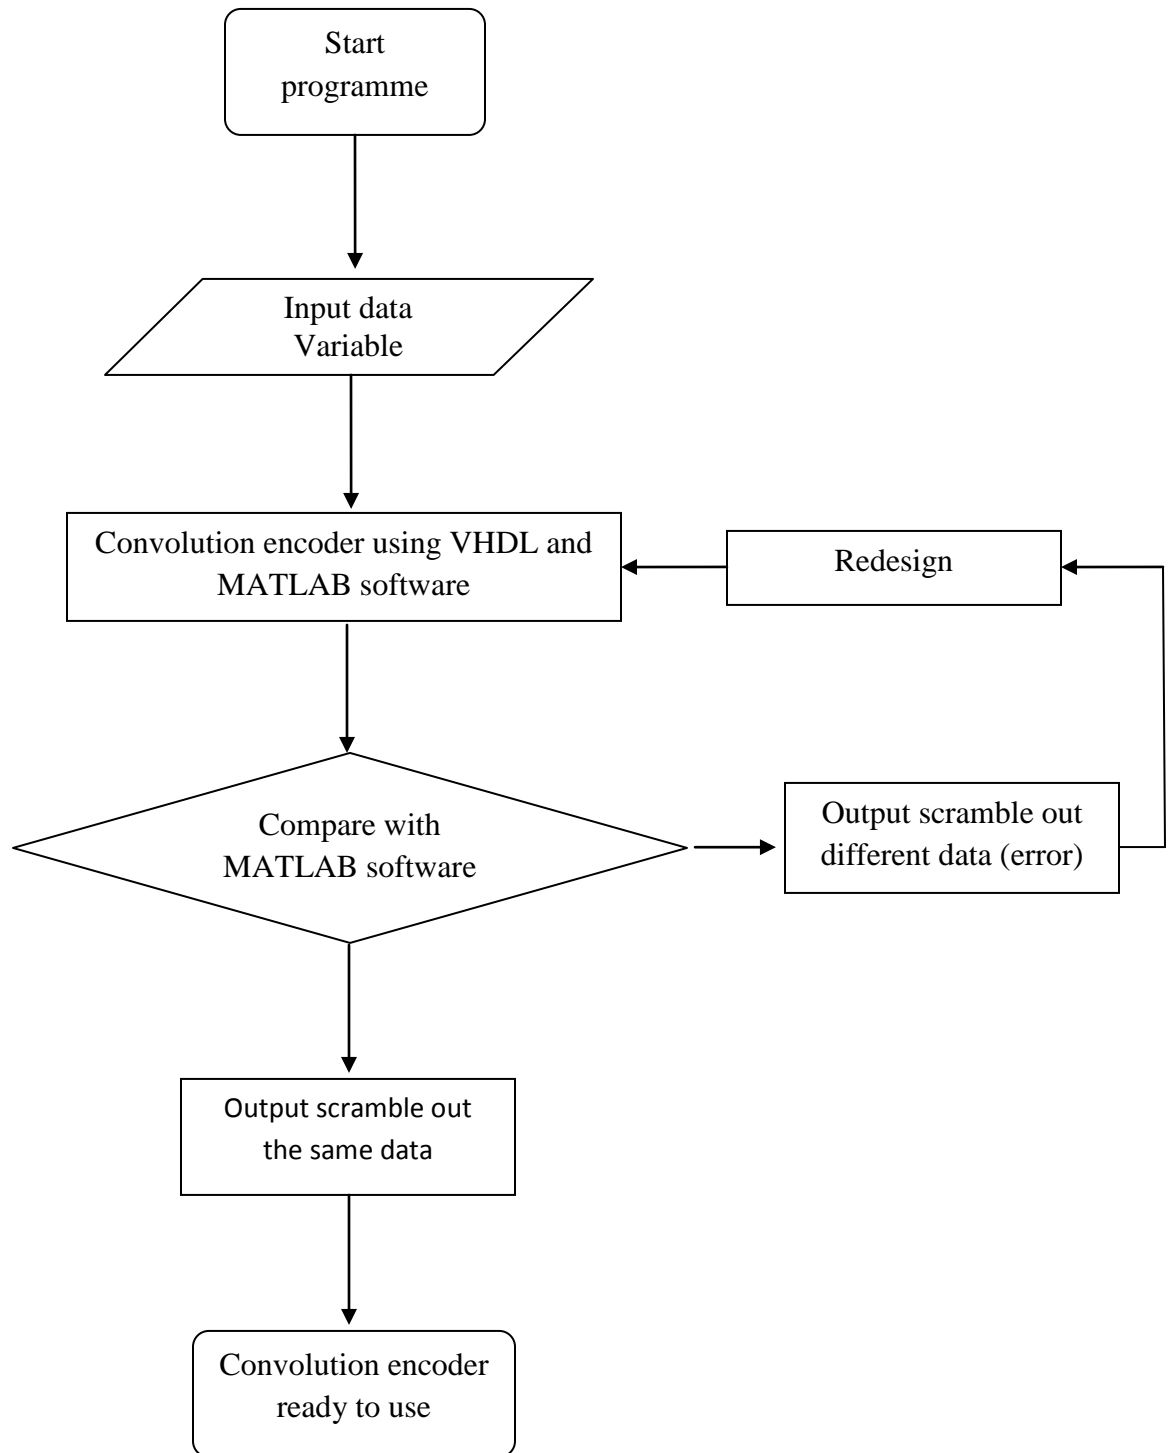 Start
programme
Input data
Variable
Convolution encoder using VHDL and
MATLAB software
Redesign
Compare with
MATLAB software
Output scramble out
different data (error)
Output scramble out
the same data
Convolution encoder
ready to use